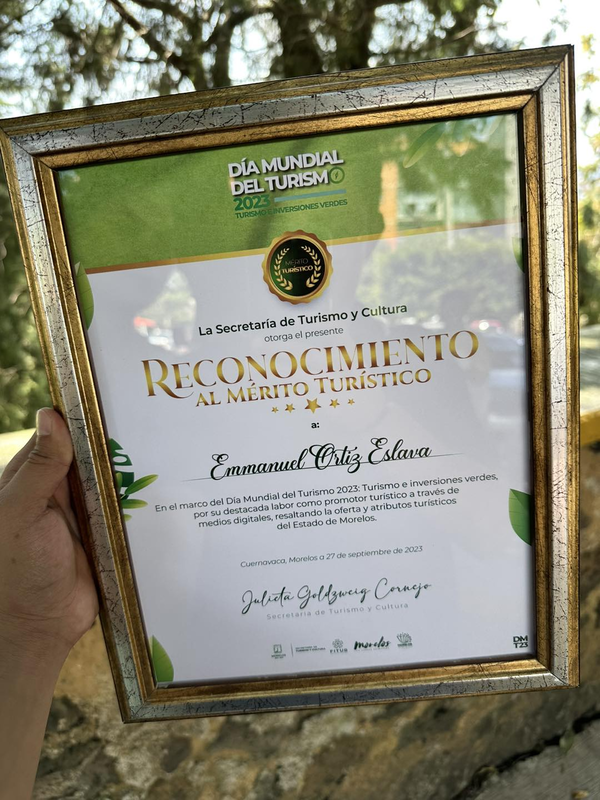 DÍA MUNDIAL
DEL TURISMO
2023
TURISMO E INVERSIONES VERDES
MÉRITO
TURÍSTICO
La Secretaría de Turismo y Cultura
otorga el presente
RECONOCIMIENTO
AL MÉRITO TURÍSTICO
a:
Emmanuel Ortíz Eslava
En el marco del Día Mundial del Turismo 2023: Turismo e inversiones verdes,
por su destacada labor como promotor turístico a través de
medios digitales, resaltando la oferta y atributos turísticos
del Estado de Morelos.
Cuernavaca, Morelos a 27 de septiembre de 2023
Julieta Goldzweig Cornejo
Secretaría de Turismo y Cultura
morelos
DM
T23